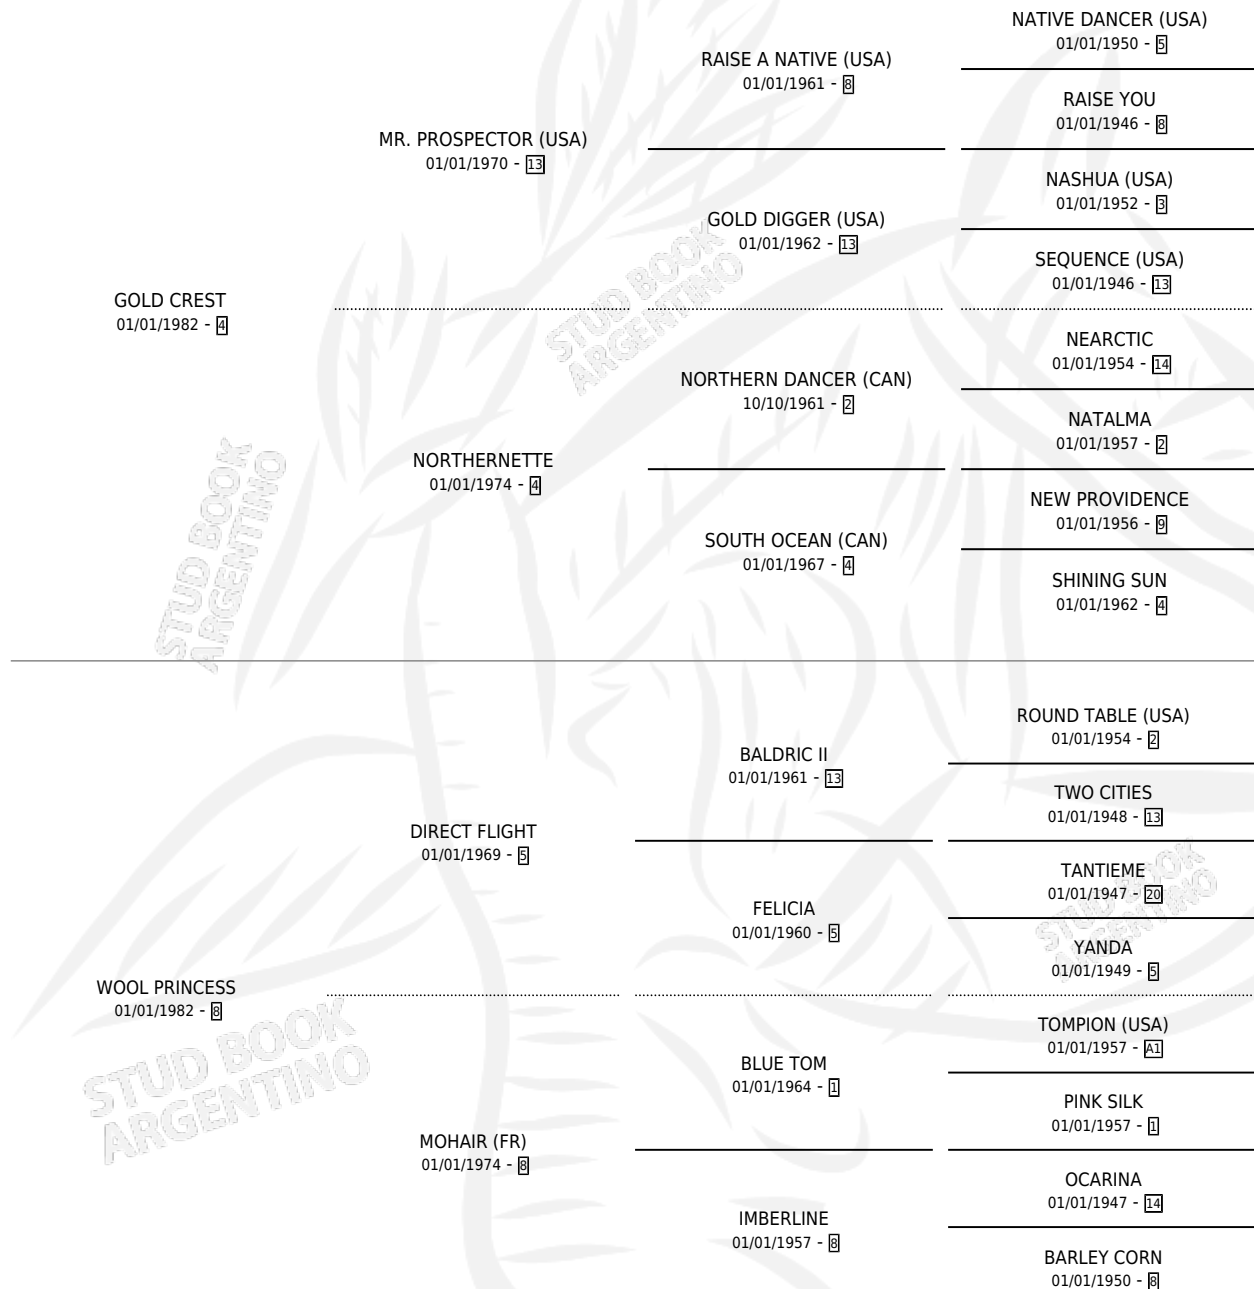 NATIVE DANCER (USA)
01/01/1950 - 5
RAISE A NATIVE (USA)
01/01/1961 - 8
RAISE YOU
01/01/1946 - 8
MR. PROSPECTOR (USA)
01/01/1970 - 13
NASHUA (USA)
01/01/1952 - 3
GOLD DIGGER (USA)
01/01/1962 - 13
SEQUENCE (USA)
01/01/1946 - 13
GOLD CREST
01/01/1982 - 4
NEARCTIC
01/01/1954 - 14
NORTHERN DANCER (CAN)
10/10/1961 - 2
NATALMA
01/01/1957 - 2
NORTHERNETTE
01/01/1974 - 4
NEW PROVIDENCE
01/01/1956 - 9
SOUTH OCEAN (CAN)
01/01/1967 - 4
SHINING SUN
01/01/1962 - 4
ROUND TABLE (USA)
01/01/1954 - 2
BALDRIC II
01/01/1961 - 13
TWO CITIES
01/01/1948 - 13
DIRECT FLIGHT
01/01/1969 - 5
TANTIEME
01/01/1947 - 20
FELICIA
01/01/1960 - 5
YANDA
01/01/1949 - 5
WOOL PRINCESS
01/01/1982 - 8
TOMPION (USA)
01/01/1957 - A1
BLUE TOM
01/01/1964 - 1
PINK SILK
01/01/1957 - 1
MOHAIR (FR)
01/01/1974 - 8
OCARINA
01/01/1947 - 14
IMBERLINE
01/01/1957 - 8
BARLEY CORN
01/01/1950 - 8
STUD BOOK
ARGENTINO
STUD BOOK
ARGENTINO
STUD BOOK
ARGENTINO
STUD BOOK
ARGENTINO